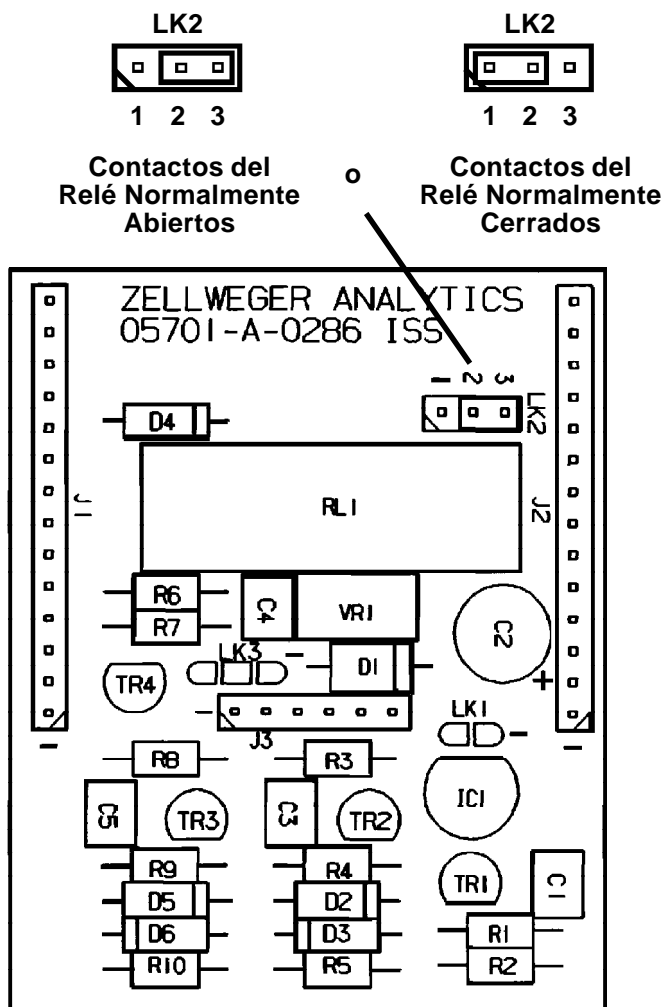 LK2
LK2
1 2 3
1 2 3
Contactos del
Relé Normalmente
Abiertos
o
Contactos del
Relé Normalmente
Cerrados
ZELLWEGER ANALYTICS
05701-A-0286 ISS
1 2 3
LK2
D4
J1
RL1
J2
R6
R7
C4
VR1
C2
LK3
D1
TR4
+
J3
LK1
R8
R3
C5
TR3
C3
TR2
IC1
R9
R4
TR1
C1
D5
D2
D6
D3
R1
R10
R5
R2